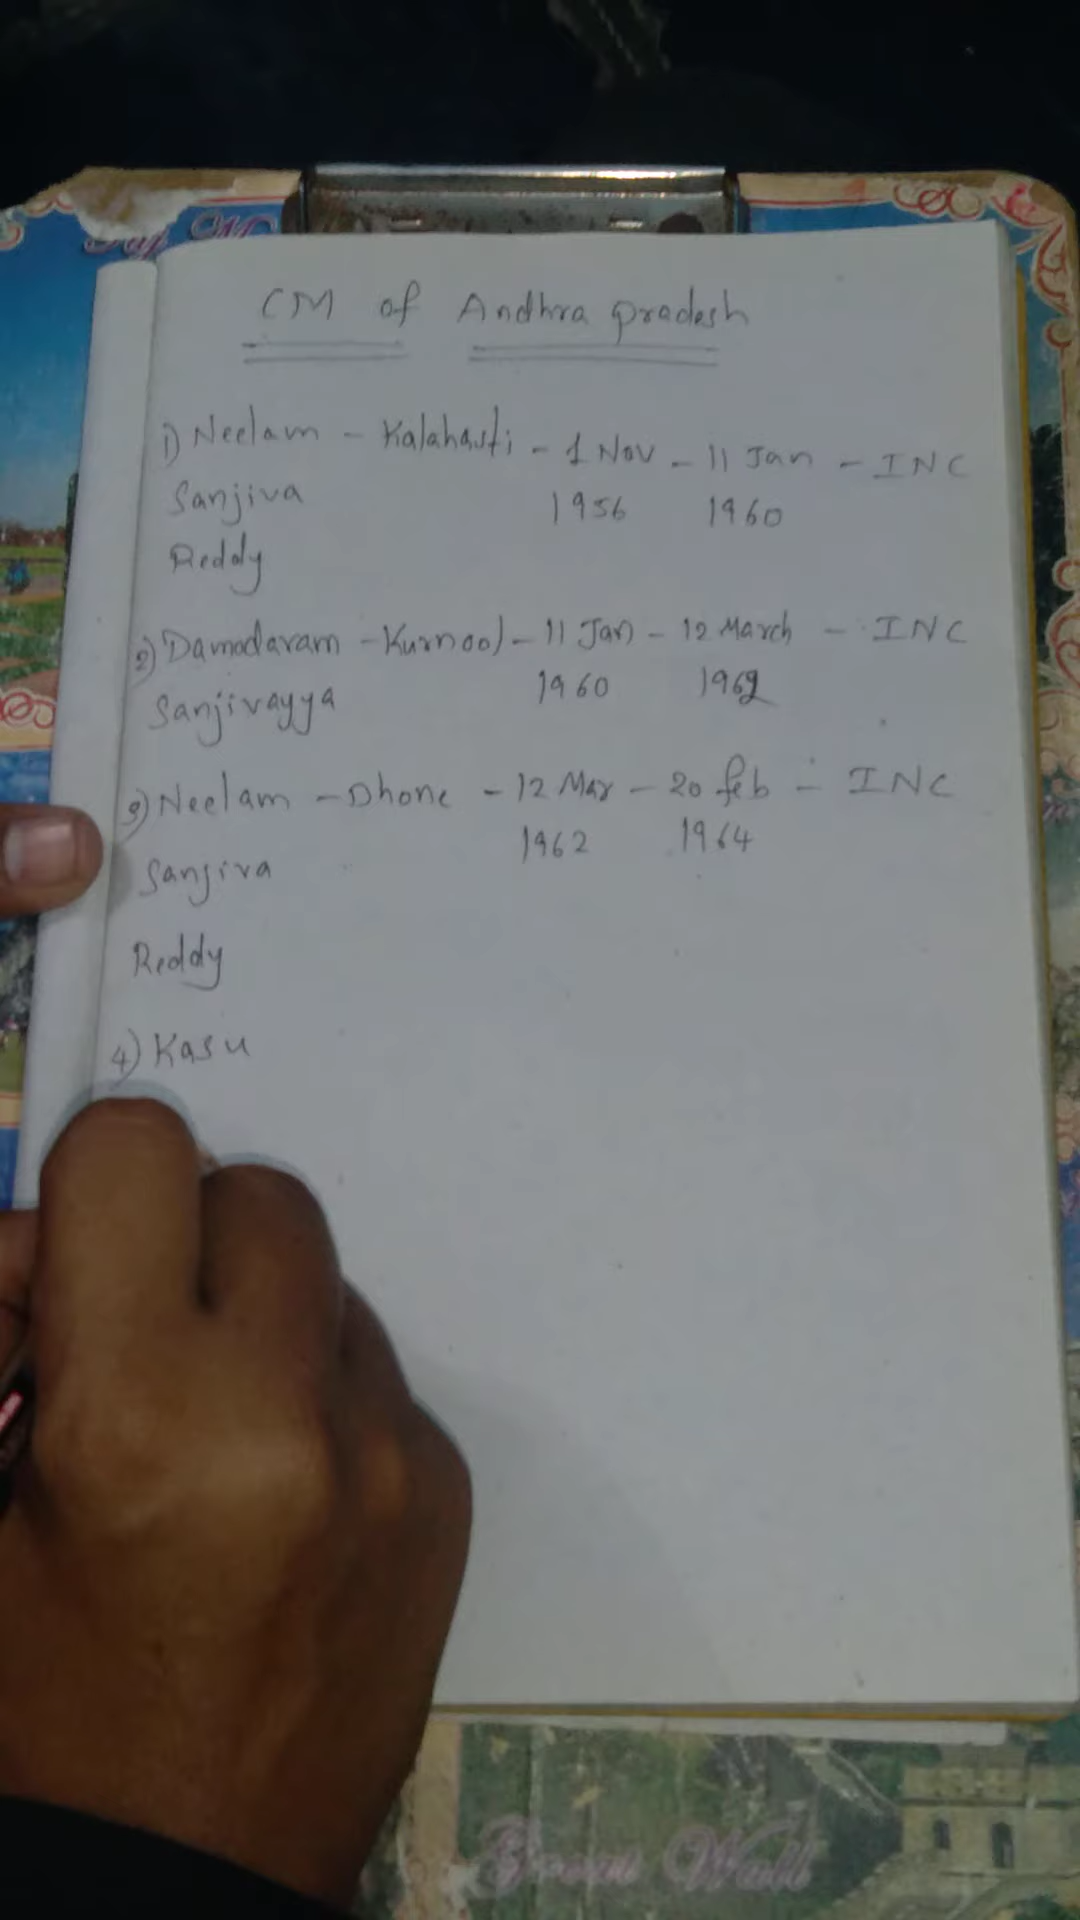 CM of Andhra pradesh
1) Neelam - Kalahasti - 1 Nov - 11 Jan - INC
Sanjiva 1956 1960
Reddy
2) Damodaram - Kurnool - 11 Jan - 12 March - INC
Sanjivayya 1960 1962
3) Neelam - Dhone - 12 Mar - 20 feb - INC
Sanjiva 1962 1964
Reddy
4) Kasu